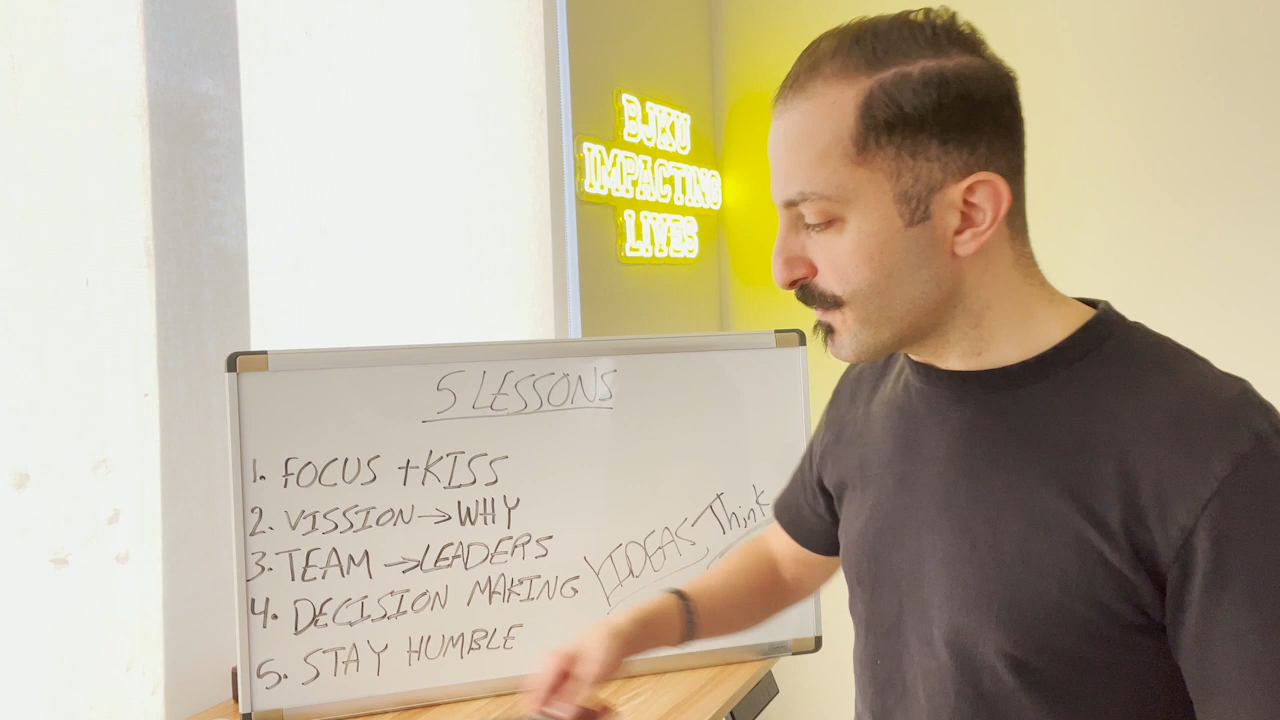 BJKU
IMPACTING
LIVES
5 LESSONS
1. FOCUS + KISS
2. VISSION → WHY
3. TEAM → LEADERS
4. DECISION MAKING
5. STAY HUMBLE
IDEAS, Think